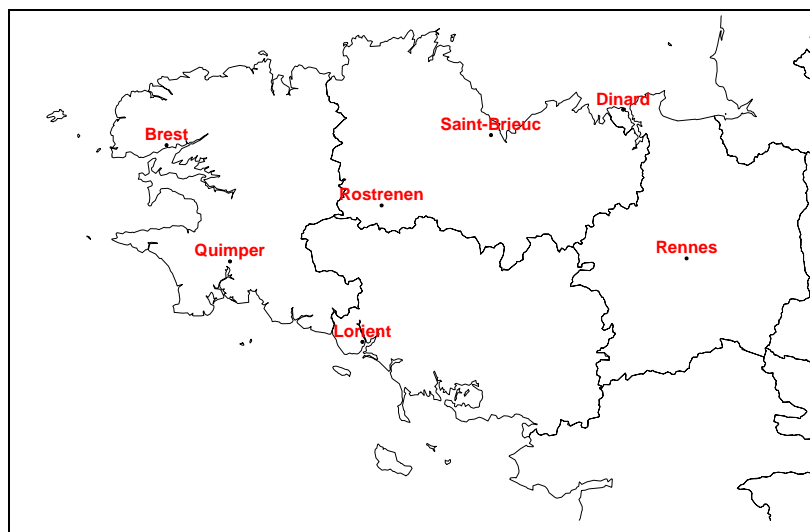 Dinard
Saint-Brieuc
Brest
Rostrenen
Rennes
Quimper
Lorient